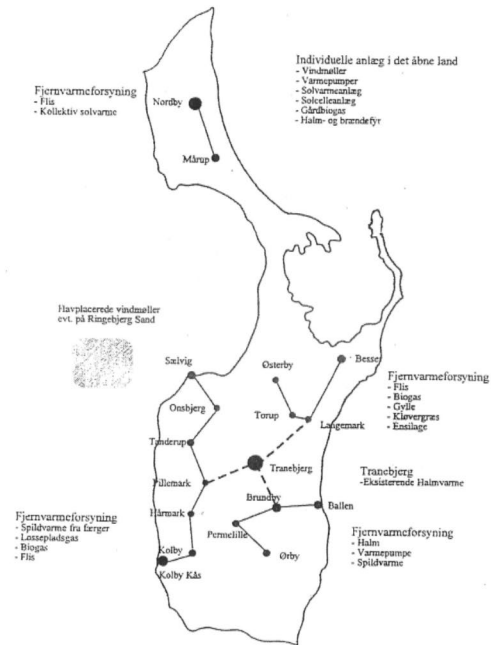 Individuelle anlæg i det åbne land
- Vindmøller
- Varmepumper
- Solvarmeanlæg
- Solcelleanlæg
- Gårdbiogas
- Halm- og brændefyr
Fjernvarmeforsyning
- Flis
- Kollektiv solvarme
Nordby
Mårup
Havplacerede vindmøller
evt. på Ringebjerg Sand
Sælvig
Østerby
Besser
Onsbjerg
Torup
Langemark
Fjernvarmeforsyning
- Flis
- Biogas
- Gylle
- Kløvergræs
- Ensilage
Tanderup
Tranebjerg
Tranebjerg
-Eksisterende Halmvarme
Pillemark
Brundby
Ballen
Hårmark
Permelille
Fjernvarmeforsyning
- Spildvarme fra færger
- Lossepladsgas
- Biogas
- Flis
Kolby
Ørby
Kolby Kås
Fjernvarmeforsyning
- Halm
- Varmepumpe
- Spildvarme